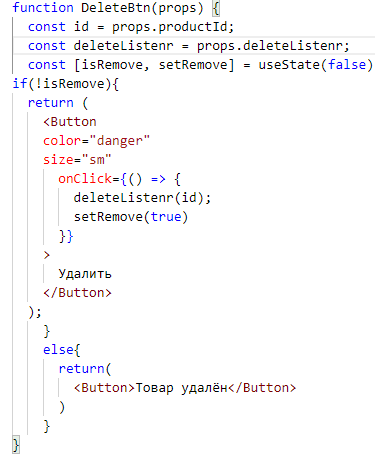 function DeleteBtn(props) {
  const id = props.productId;
  const deleteListenr = props.deleteListenr;
  const [isRemove, setRemove] = useState(false)
if(!isRemove){
  return (
    <Button
    color="danger"
    size="sm"
      onClick={() => {
        deleteListenr(id);
        setRemove(true)
      }}
    >
      Удалить
    </Button>
  );
    }
    else{
      return(
        <Button>Товар удалён</Button>
      )
    }
}